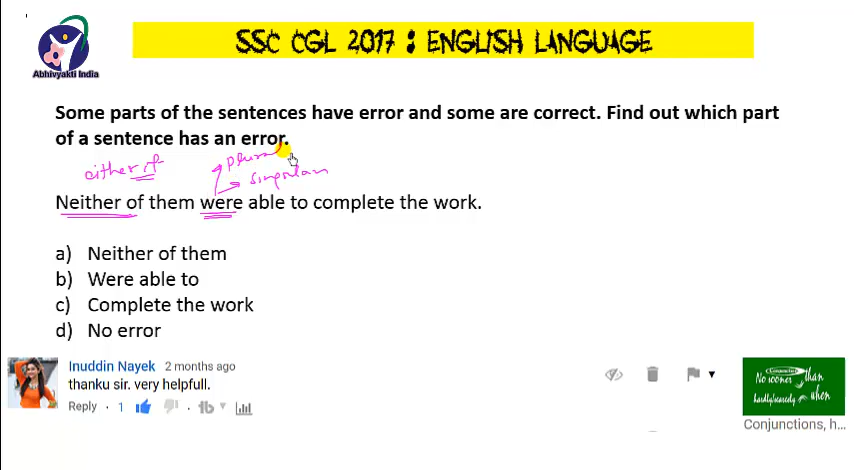 SSC CGL 2017 : ENGLISH LANGUAGE
Abhivyakti India
Some parts of the sentences have error and some are correct. Find out which part
of a sentence has an error.
either of
plural
singular
Neither of them were able to complete the work.
a) Neither of them
b) Were able to
c) Complete the work
d) No error
Inuddin Nayek 2 months ago
thanku sir. very helpfull.
Reply · 1
Conjunctions
No sooner than
hardly/scarcely when
Conjunctions, h...